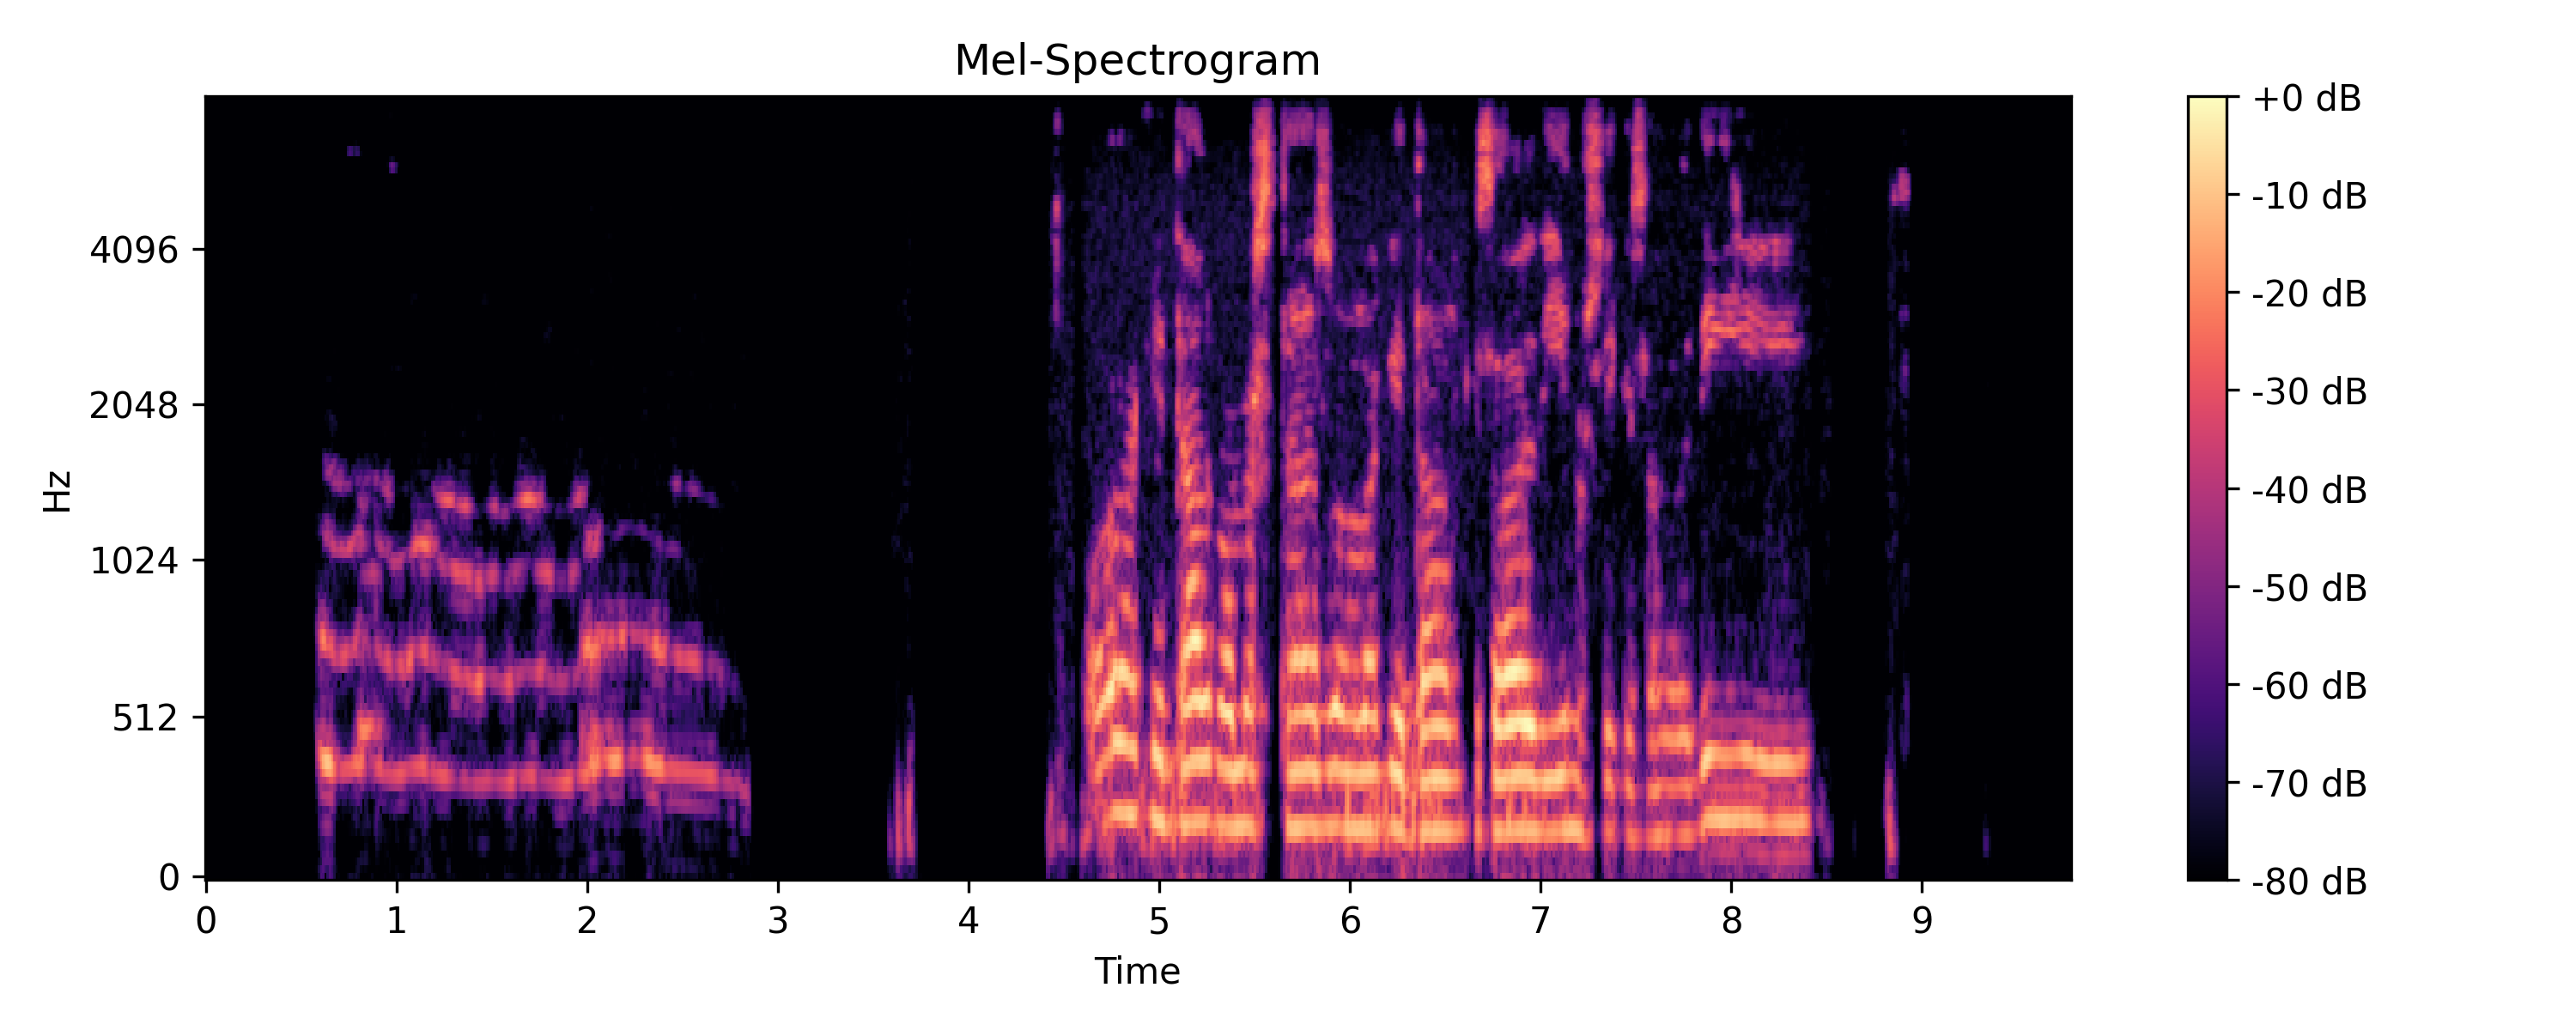 Mel-Spectrogram
+0 dB
-10 dB
-20 dB
-30 dB
-40 dB
-50 dB
-60 dB
-70 dB
-80 dB
Hz
4096
2048
1024
512
0
0 1 2 3 4 5 6 7 8 9
Time